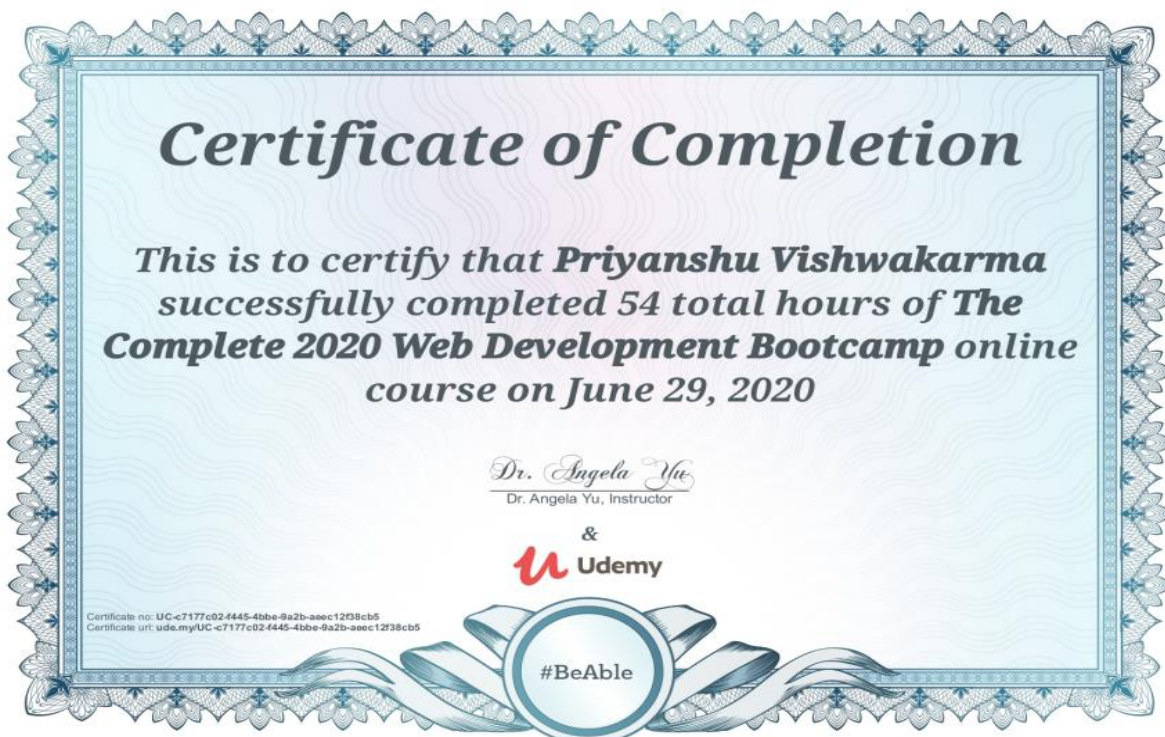 Certificate of Completion
This is to certify that Priyanshu Vishwakarma
successfully completed 54 total hours of The
Complete 2020 Web Development Bootcamp online
course on June 29, 2020
Dr. Angela Yu
Dr. Angela Yu, Instructor
&
Udemy
Certificate no: UC-c7177c02-f445-4bbe-9a2b-aeec12f38cb5
Certificate url: ude.my/UC-c7177c02-f445-4bbe-9a2b-aeec12f38cb5
#BeAble